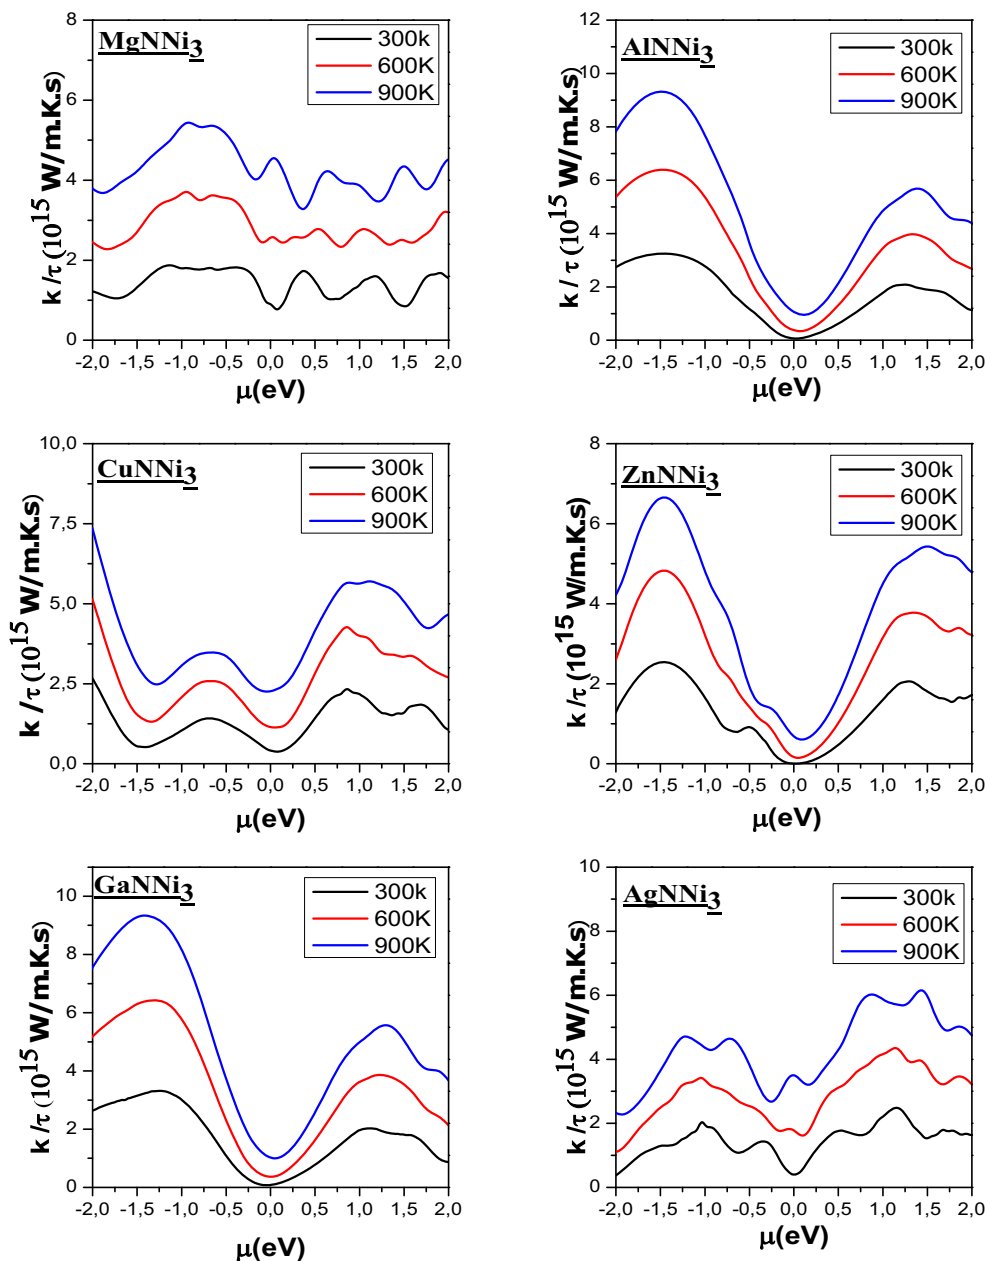 MgNNi3
300k
600K
900K
k /τ (10^15 W/m.K.s)
8
6
4
2
0
-2,0 -1,5 -1,0 -0,5 0,0 0,5 1,0 1,5 2,0
μ(eV)
AlNNi3
300k
600K
900K
k / τ (10^15 W/m.K.s)
12
10
8
6
4
2
0
-2,0 -1,5 -1,0 -0,5 0,0 0,5 1,0 1,5 2,0
μ(eV)
CuNNi3
300k
600K
900K
k /τ (10^15 W/m.K.s)
10,0
7,5
5,0
2,5
0,0
-2,0 -1,5 -1,0 -0,5 0,0 0,5 1,0 1,5 2,0
μ(eV)
ZnNNi3
300k
600K
900K
k /τ (10^15 W/m.K.s)
8
6
4
2
0
-2,0 -1,5 -1,0 -0,5 0,0 0,5 1,0 1,5 2,0
μ(eV)
GaNNi3
300k
600K
900K
k /τ (10^15 W/m.K.s)
10
8
6
4
2
0
-2,0 -1,5 -1,0 -0,5 0,0 0,5 1,0 1,5 2,0
μ(eV)
AgNNi3
300k
600K
900K
k /τ (10^15 W/m.K.s)
10
8
6
4
2
0
-2,0 -1,5 -1,0 -0,5 0,0 0,5 1,0 1,5 2,0
μ(eV)